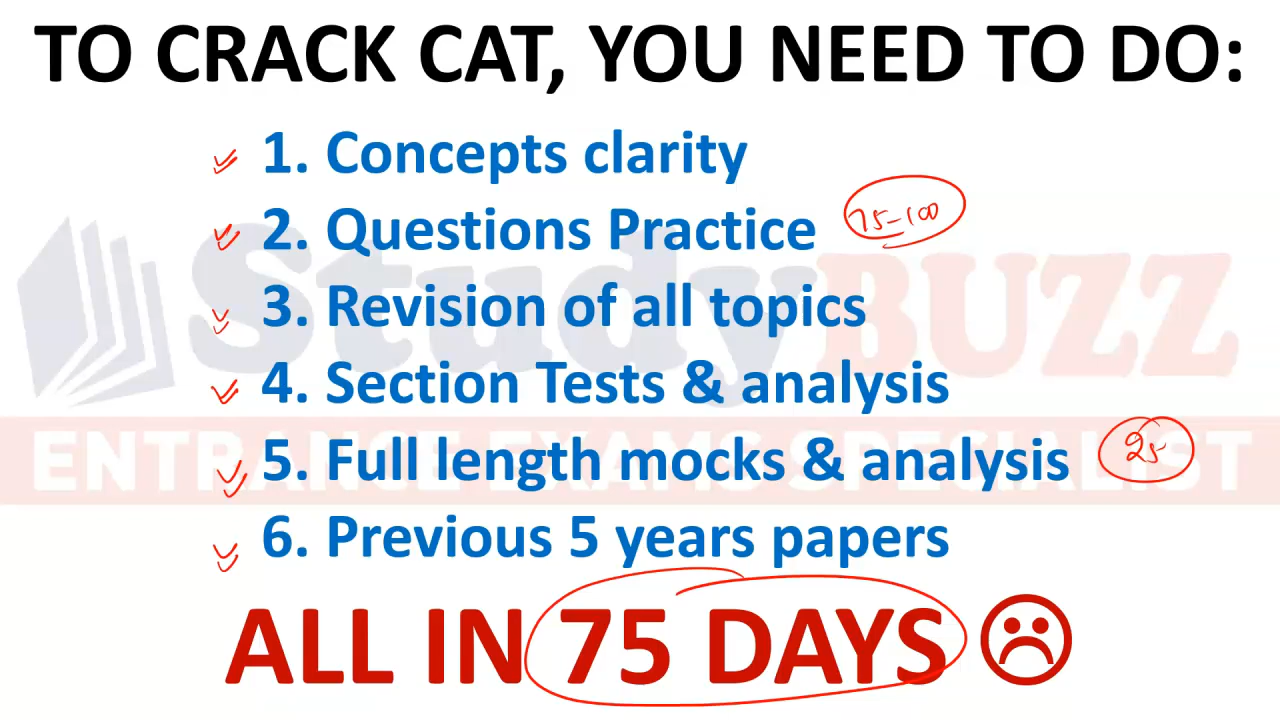 TO CRACK CAT, YOU NEED TO DO:
1. Concepts clarity
2. Questions Practice 75-100
3. Revision of all topics
4. Section Tests & analysis
5. Full length mocks & analysis 25
6. Previous 5 years papers
ALL IN 75 DAYS
StudyBUZZ
ENTRANCE EXAMS SPECIALIST